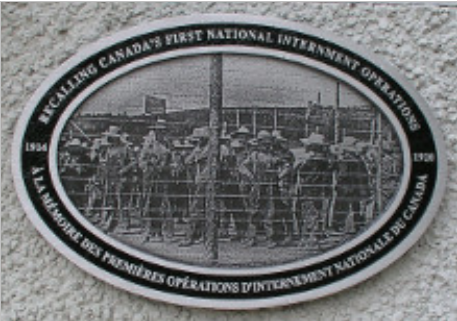 RECALLING CANADA'S FIRST NATIONAL INTERNMENT OPERATIONS
1914
1920
À LA MÉMOIRE DES PREMIÈRES OPÉRATIONS D'INTERNEMENT NATIONALE DU CANADA